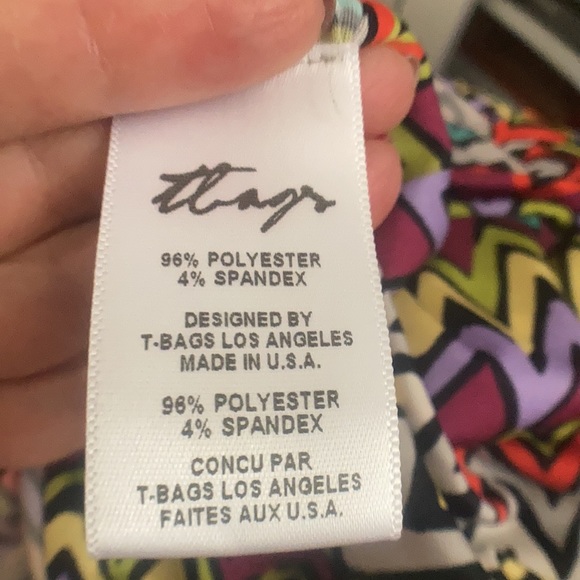 tbags
96% POLYESTER
4% SPANDEX
DESIGNED BY
T-BAGS LOS ANGELES
MADE IN U.S.A.
96% POLYESTER
4% SPANDEX
CONCU PAR
T-BAGS LOS ANGELES
FAITES AUX U.S.A.